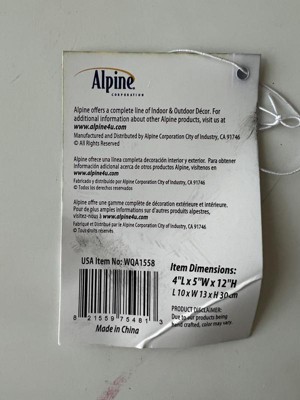 Alpine
CORPORATION
Alpine offers a complete line of Indoor & Outdoor Décor. For
additional information about other Alpine products, visit us at
www.alpine4u.com
Manufactured and Distributed by Alpine Corporation City of Industry, CA 91746
© All Rights Reserved
Alpine ofrece una línea completa decoración interior y exterior. Para obtener
información adicional acerca de otros productos Alpine, visítenos en
www.alpine4u.com
Fabricado y distribuido por Alpine Corporation City of Industry, CA 91746
© Todos los derechos reservados
Alpine offre une gamme complète de décoration extérieure et intérieure.
Pour de plus amples informations sur d'autres produits alpestres,
visitez-nous à www.alpine4u.com
Fabriqué et Distribué par le Alpine Corporation City of Industry, CA 91746
© Tous droits réservés
USA Item No: WQA1558
Item Dimensions:
4"L x 5"W x 12"H
L 10 x W 13 x H 30 cm
8 21559 75481 3
Made in China
PRODUCT DISCLAIMER:
Due to our products being
hand crafted, color may vary.